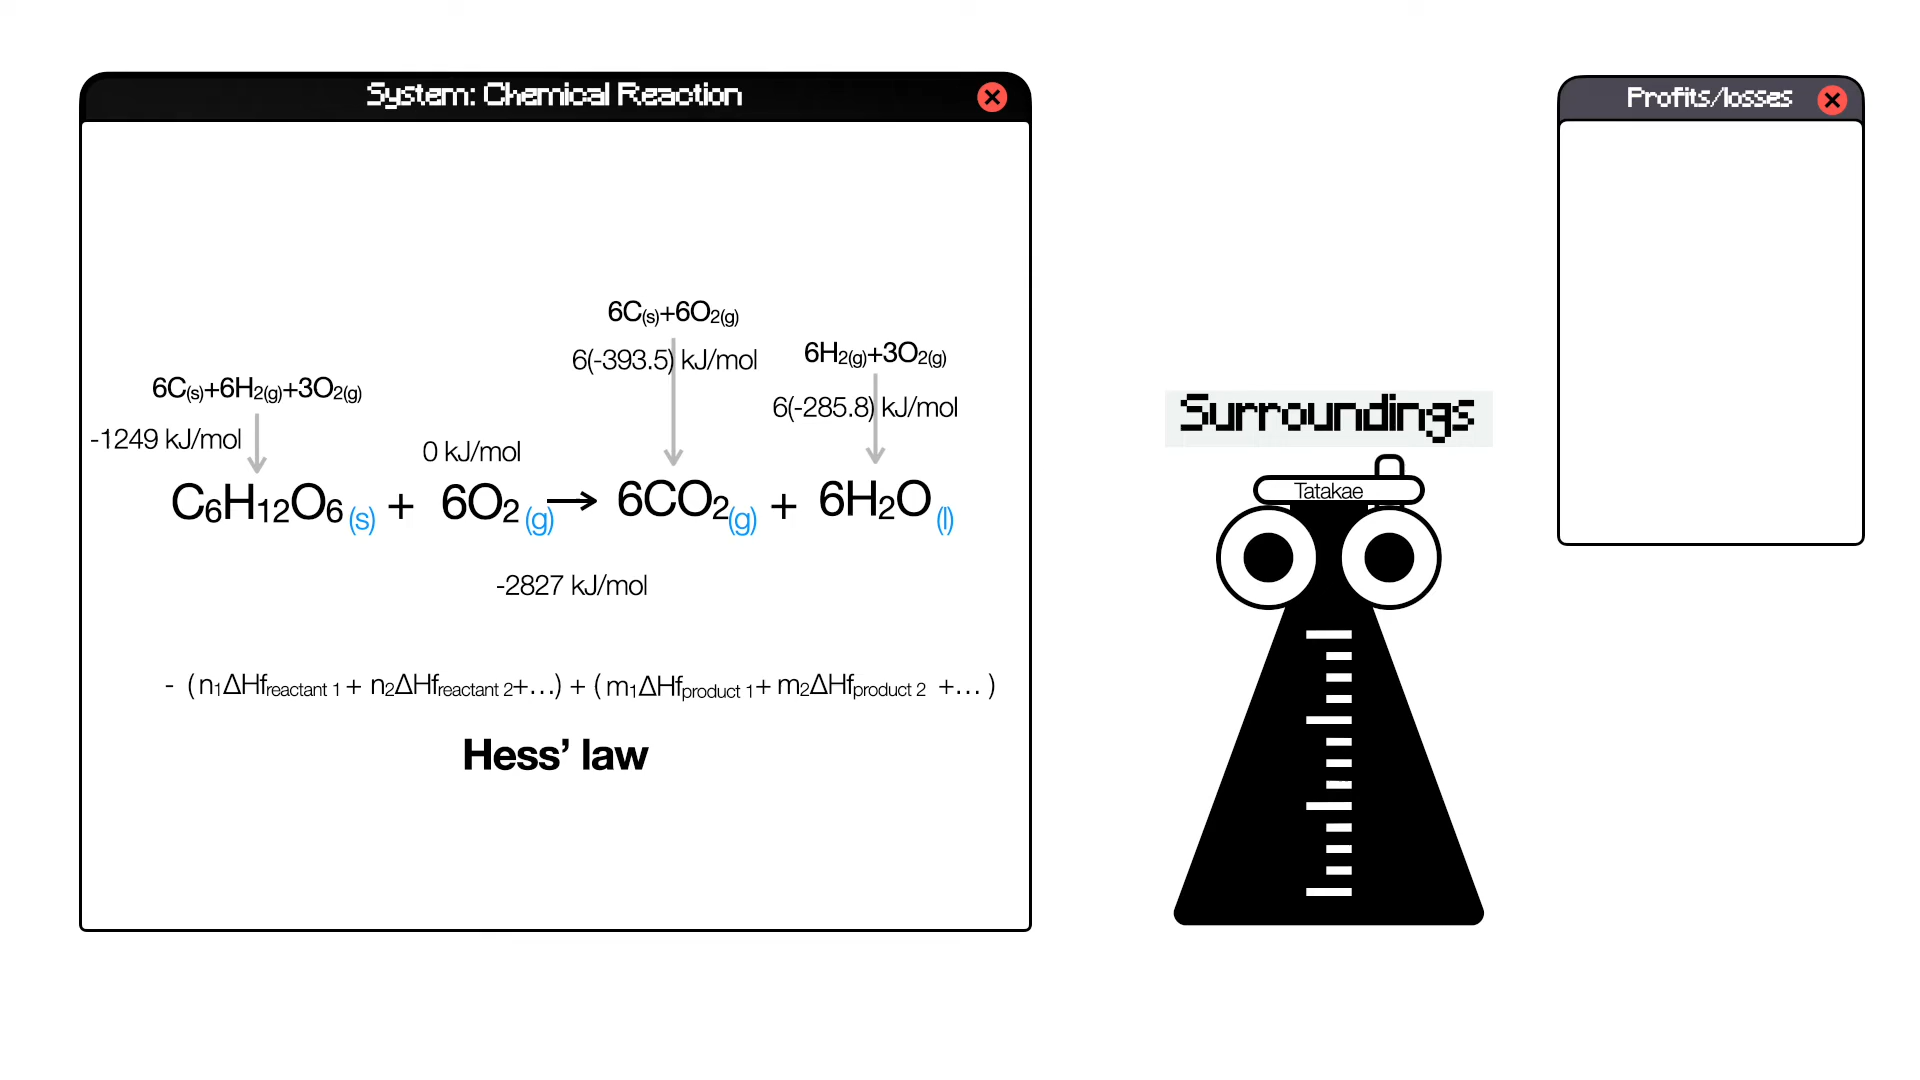 System: Chemical Reaction
Profits/losses
6C(s)+6O2(g)
6(-393.5) kJ/mol
6H2(g)+3O2(g)
6(-285.8) kJ/mol
6C(s)+6H2(g)+3O2(g)
-1249 kJ/mol
0 kJ/mol
C6H12O6 (s) + 6O2 (g) → 6CO2(g) + 6H2O (l)
-2827 kJ/mol
- (n1ΔHfreactant 1 + n2ΔHfreactant 2+…) + (m1ΔHfproduct 1+ m2ΔHfproduct 2 +… )
Hess’ law
Surroundings
Tatakae